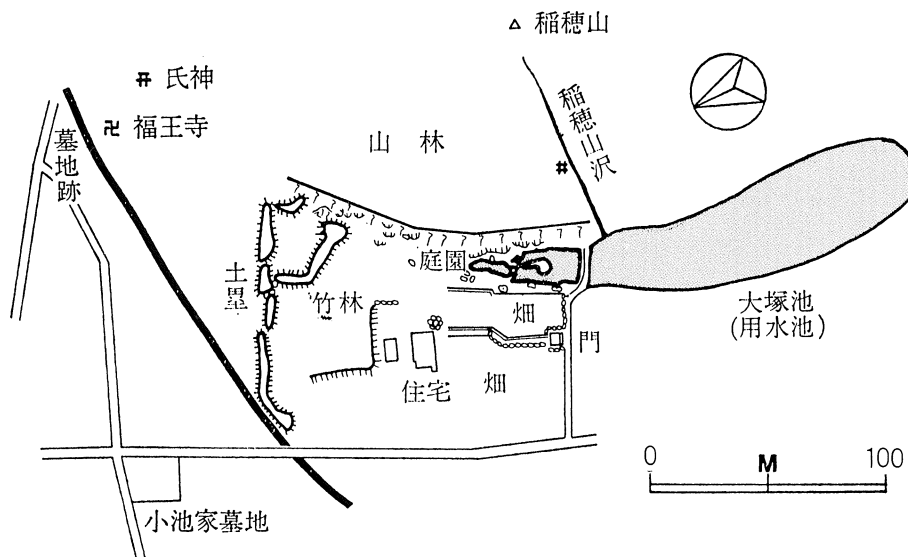 稲穂山
氏神
福王寺
稲穂山沢
山林
墓地跡
土塁
庭園
竹林
畑
門
大塚池
(用水池)
住宅
畑
0 M 100
小池家墓地